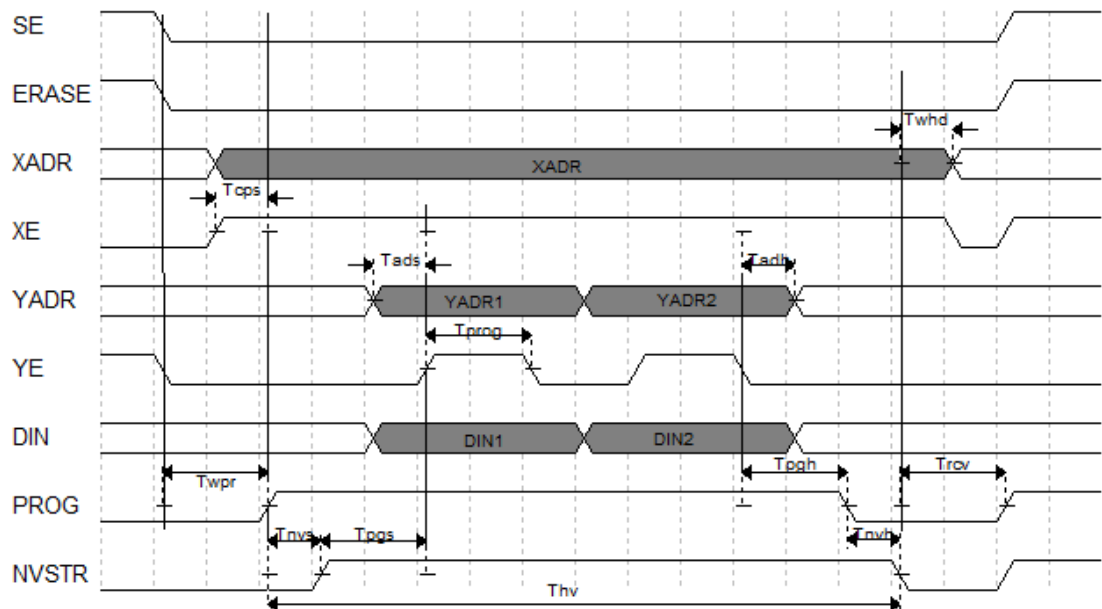 SE
ERASE
Twhd
XADR
XADR
Tcps
XE
Tads
Tadh
YADR
YADR1
YADR2
Tprog
YE
DIN
DIN1
DIN2
Tpgh
Trcv
Twpr
PROG
Tnvs
Tpgs
Tnvh
NVSTR
Thv